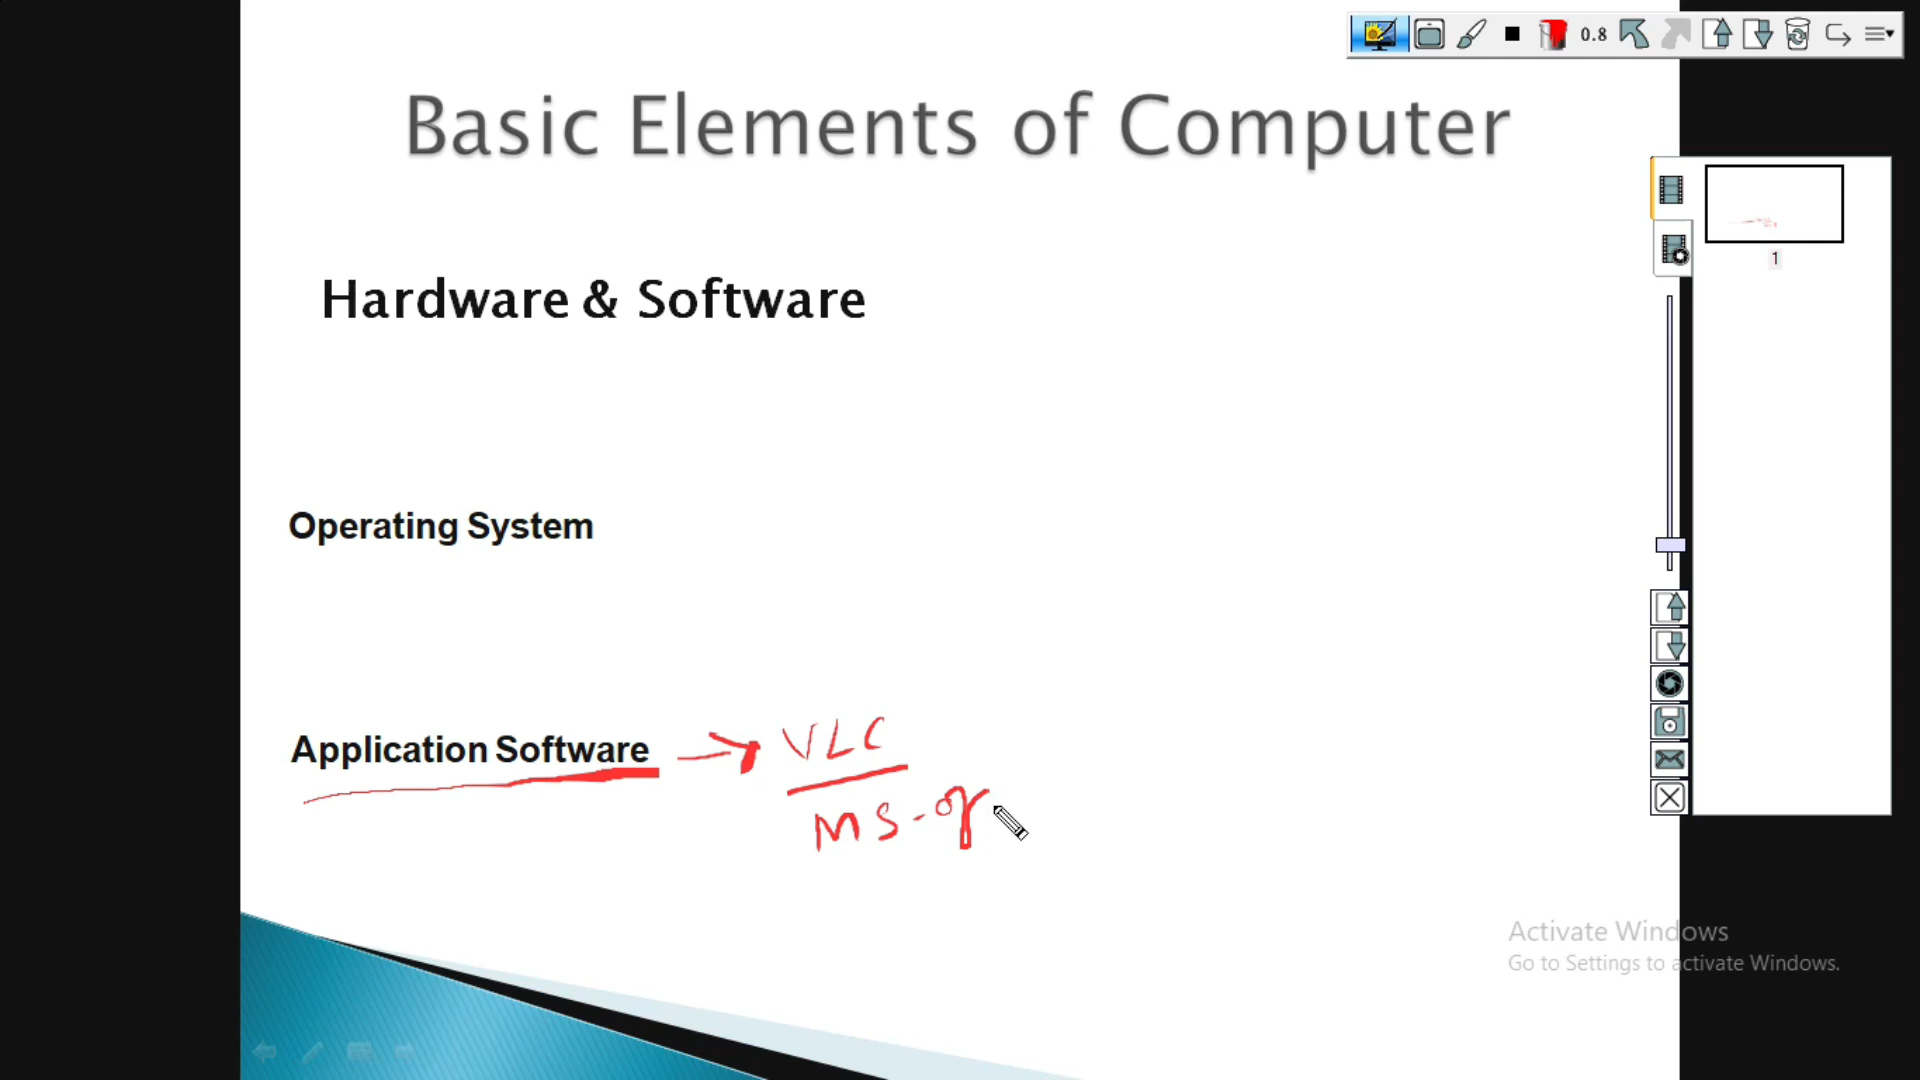 0.8
Basic Elements of Computer
1
Hardware & Software
Operating System
Application Software
VLC
MS-of
Activate Windows
Go to Settings to activate Windows.